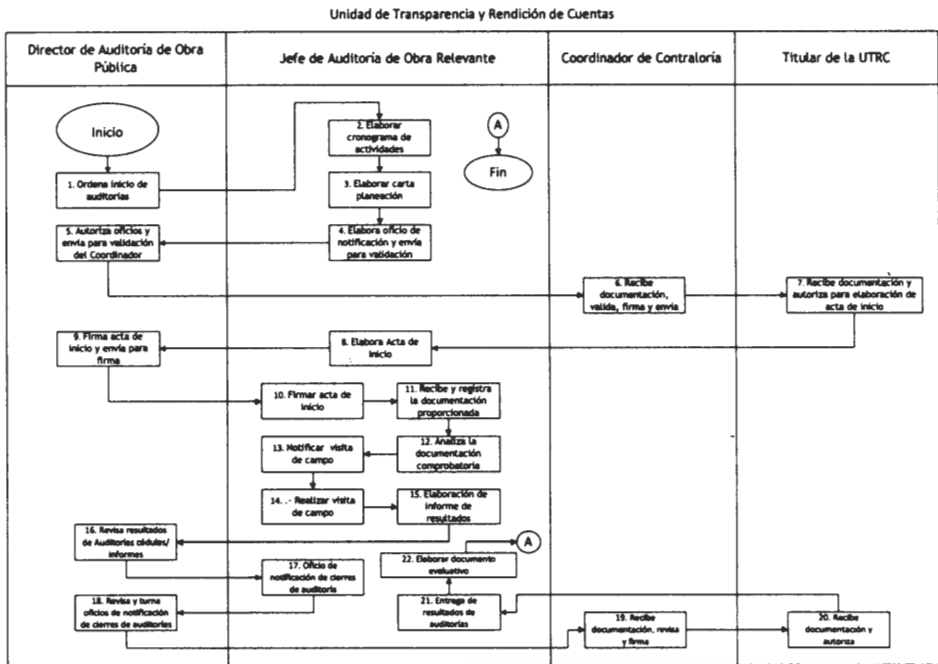 Unidad de Transparencia y Rendición de Cuentas
Director de Auditoría de Obra
Pública
Jefe de Auditoría de Obra Relevante
Coordinador de Contraloría
Titular de la UTRC
Inicio
1. Ordena inicio de
auditorías
2. Elaborar
cronograma de
actividades
A
Fin
3. Elaborar carta
planeación
4. Elabora oficio de
notificación y envía
para validación
5. Autoriza oficios y
envía para validación
del Coordinador
6. Recibe
documentación,
valida, firma y envía
7. Recibe documentación y
autoriza para elaboración de
acta de inicio
8. Elabora Acta de
inicio
9. Firma acta de
inicio y envía para
firma
10. Firmar acta de
inicio
11. Recibe y registra
la documentación
proporcionada
12. Analiza la
documentación
comprobatoria
13. Notificar visita
de campo
14. .- Realizar visita
de campo
15. Elaboración de
informe de
resultados
16. Revisa resultados
de Auditorías cédulas/
informes
17. Oficio de
notificación de cierres
de auditoría
18. Revisa y turna
oficios de notificación
de cierres de auditorías
19. Recibe
documentación, revisa
y firma
20. Recibe
documentación y
autoriza
21. Entrega de
resultados de
auditorías
22. Elaborar documento
evaluativo
A